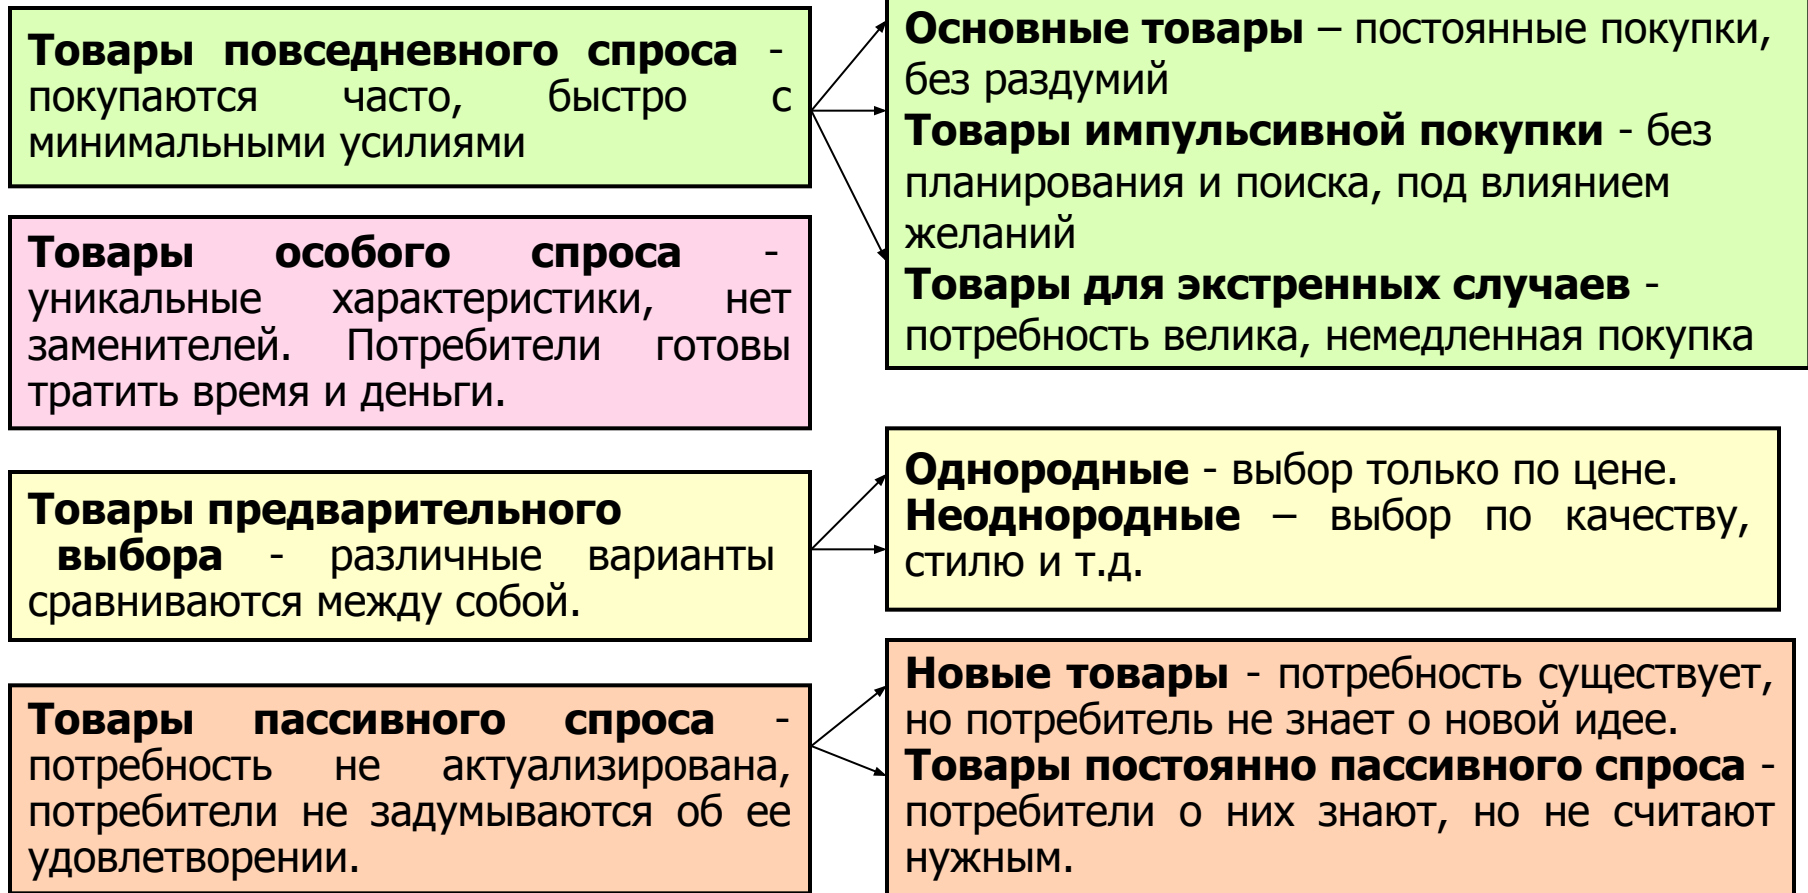 Товары повседневного спроса -
покупаются часто, быстро с
минимальными усилиями
Основные товары – постоянные покупки,
без раздумий
Товары импульсивной покупки - без
планирования и поиска, под влиянием
желаний
Товары для экстренных случаев -
потребность велика, немедленная покупка
Товары особого спроса -
уникальные характеристики, нет
заменителей. Потребители готовы
тратить время и деньги.
Товары предварительного
выбора - различные варианты
сравниваются между собой.
Однородные - выбор только по цене.
Неоднородные – выбор по качеству,
стилю и т.д.
Товары пассивного спроса -
потребность не актуализирована,
потребители не задумываются об ее
удовлетворении.
Новые товары - потребность существует,
но потребитель не знает о новой идее.
Товары постоянно пассивного спроса -
потребители о них знают, но не считают
нужным.